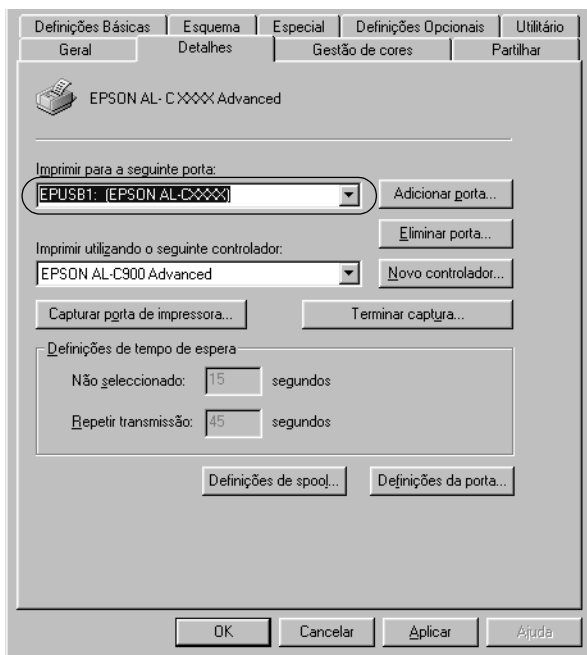 Definições Básicas Esquema Especial Definições Opcionais Utilitário
Geral Detalhes Gestão de cores Partilhar
EPSON AL- CXXXX Advanced
Imprimir para a seguinte porta:
EPUSB1: (EPSON AL-CXXXX) Adicionar porta...
Eliminar porta...
Imprimir utilizando o seguinte controlador:
EPSON AL-C900 Advanced Novo controlador...
Capturar porta de impressora... Terminar captura...
Definições de tempo de espera
Não seleccionado: 15 segundos
Repetir transmissão: 45 segundos
Definições de spool... Definições da porta...
OK Cancelar Aplicar Ajuda